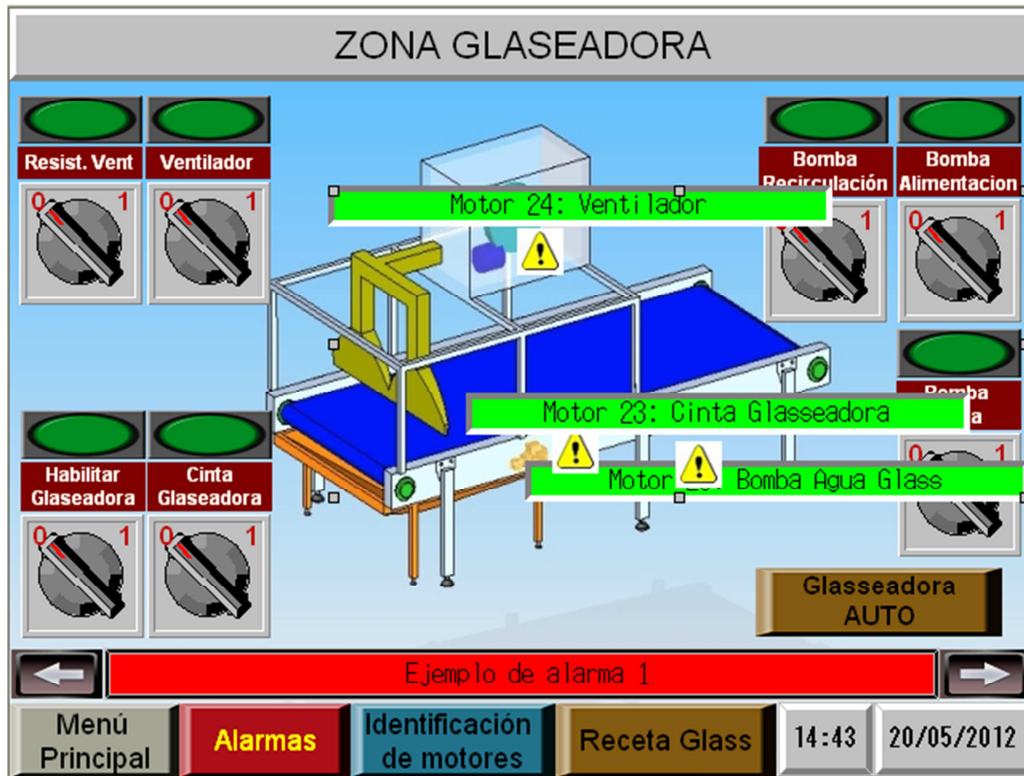 ZONA GLASEADORA
Resist. Vent
Ventilador
Bomba
Recirculación
Bomba
Alimentacion
0 1
0 1
0 1
0 1
Motor 24: Ventilador
Motor 23: Cinta Glasseadora
Bomba
a
Motor Bomba Agua Glass
Habilitar
Glaseadora
Cinta
Glaseadora
0 1
0 1
0 1
Glasseadora
AUTO
Ejemplo de alarma 1
Menú
Principal
Alarmas
Identificación
de motores
Receta Glass
14:43
20/05/2012